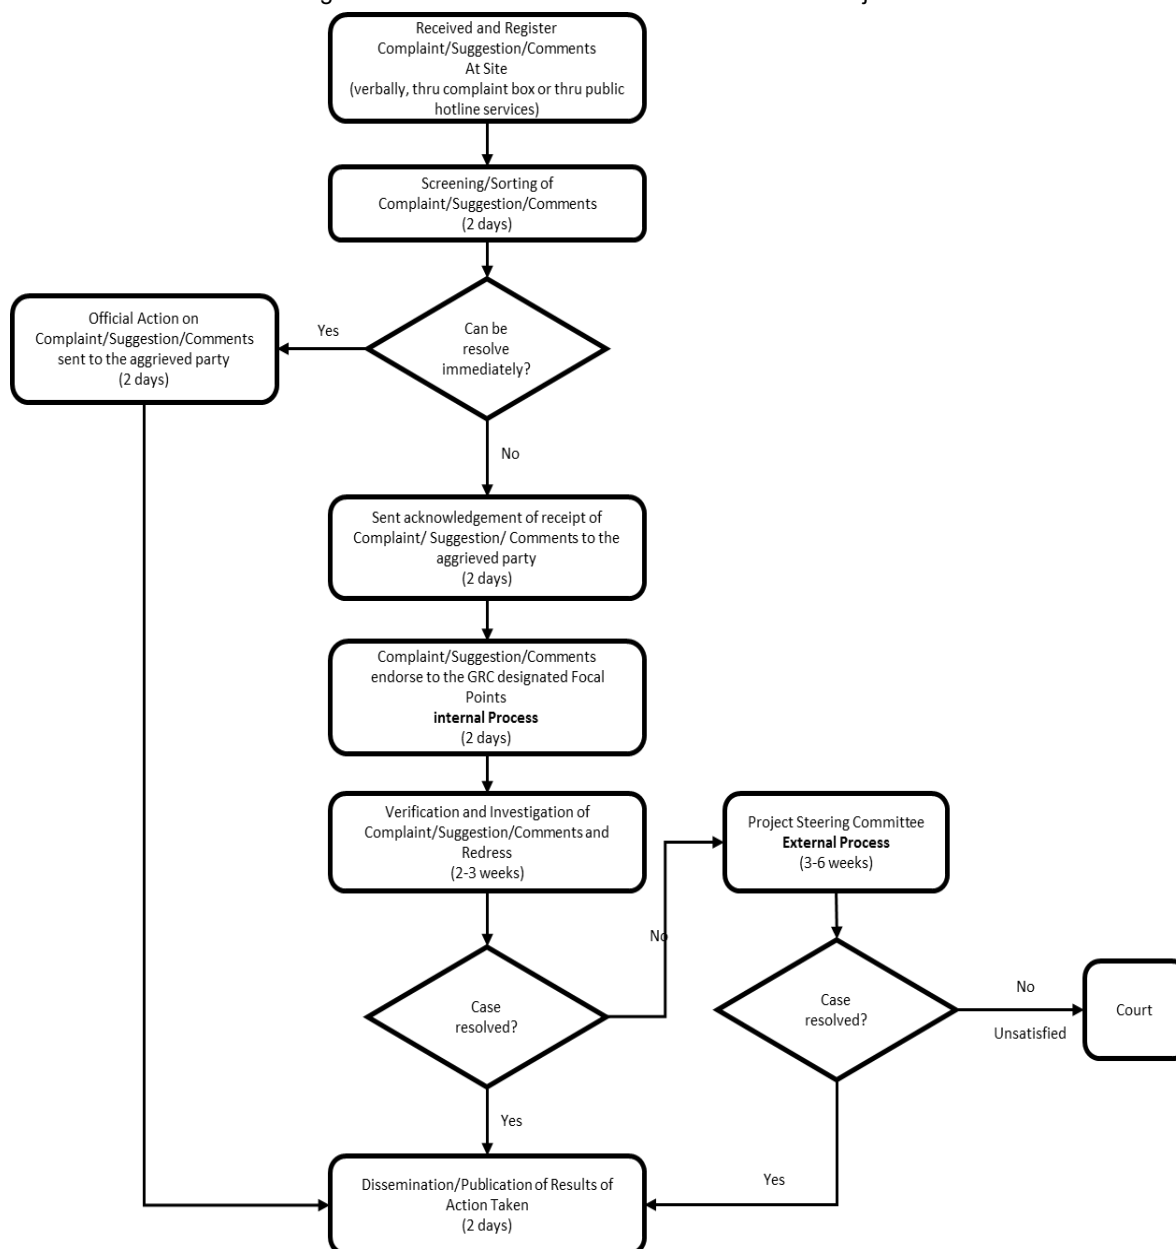 Received and Register
Complaint/Suggestion/Comments
At Site
(verbally, thru complaint box or thru public
hotline services)
Screening/Sorting of
Complaint/Suggestion/Comments
(2 days)
Can be
resolve
immediately?
Yes
Official Action on
Complaint/Suggestion/Comments
sent to the aggrieved party
(2 days)
No
Sent acknowledgement of receipt of
Complaint/ Suggestion/ Comments to the
aggrieved party
(2 days)
Complaint/Suggestion/Comments
endorse to the GRC designated Focal
Points
internal Process
(2 days)
Verification and Investigation of
Complaint/Suggestion/Comments and
Redress
(2-3 weeks)
Project Steering Committee
External Process
(3-6 weeks)
No
Case
resolved?
Case
resolved?
No
Unsatisfied
Court
Yes
Yes
Dissemination/Publication of Results of
Action Taken
(2 days)